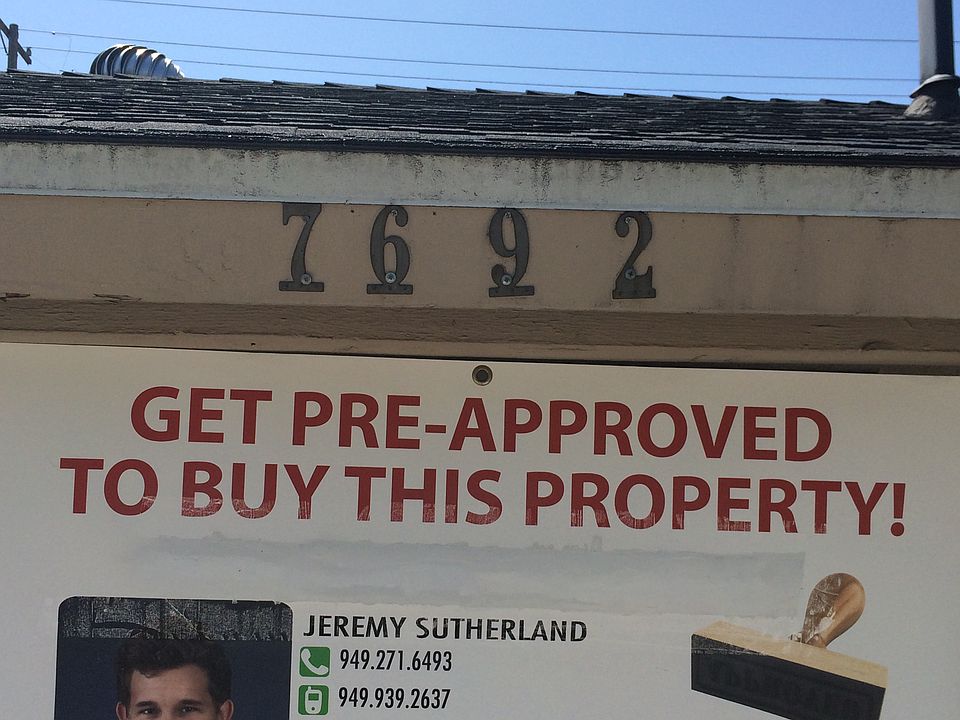 7692
GET PRE-APPROVED
TO BUY THIS PROPERTY!
JEREMY SUTHERLAND
949.271.6493
949.939.2637